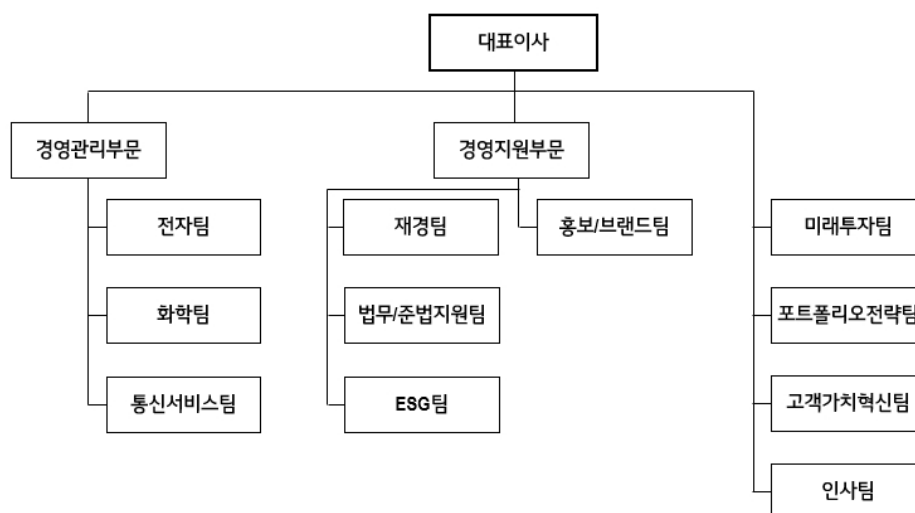 대표이사
경영관리부문
경영지원부문
전자팀
재경팀
홍보/브랜드팀
미래투자팀
화학팀
법무/준법지원팀
포트폴리오전략팀
통신서비스팀
ESG팀
고객가치혁신팀
인사팀